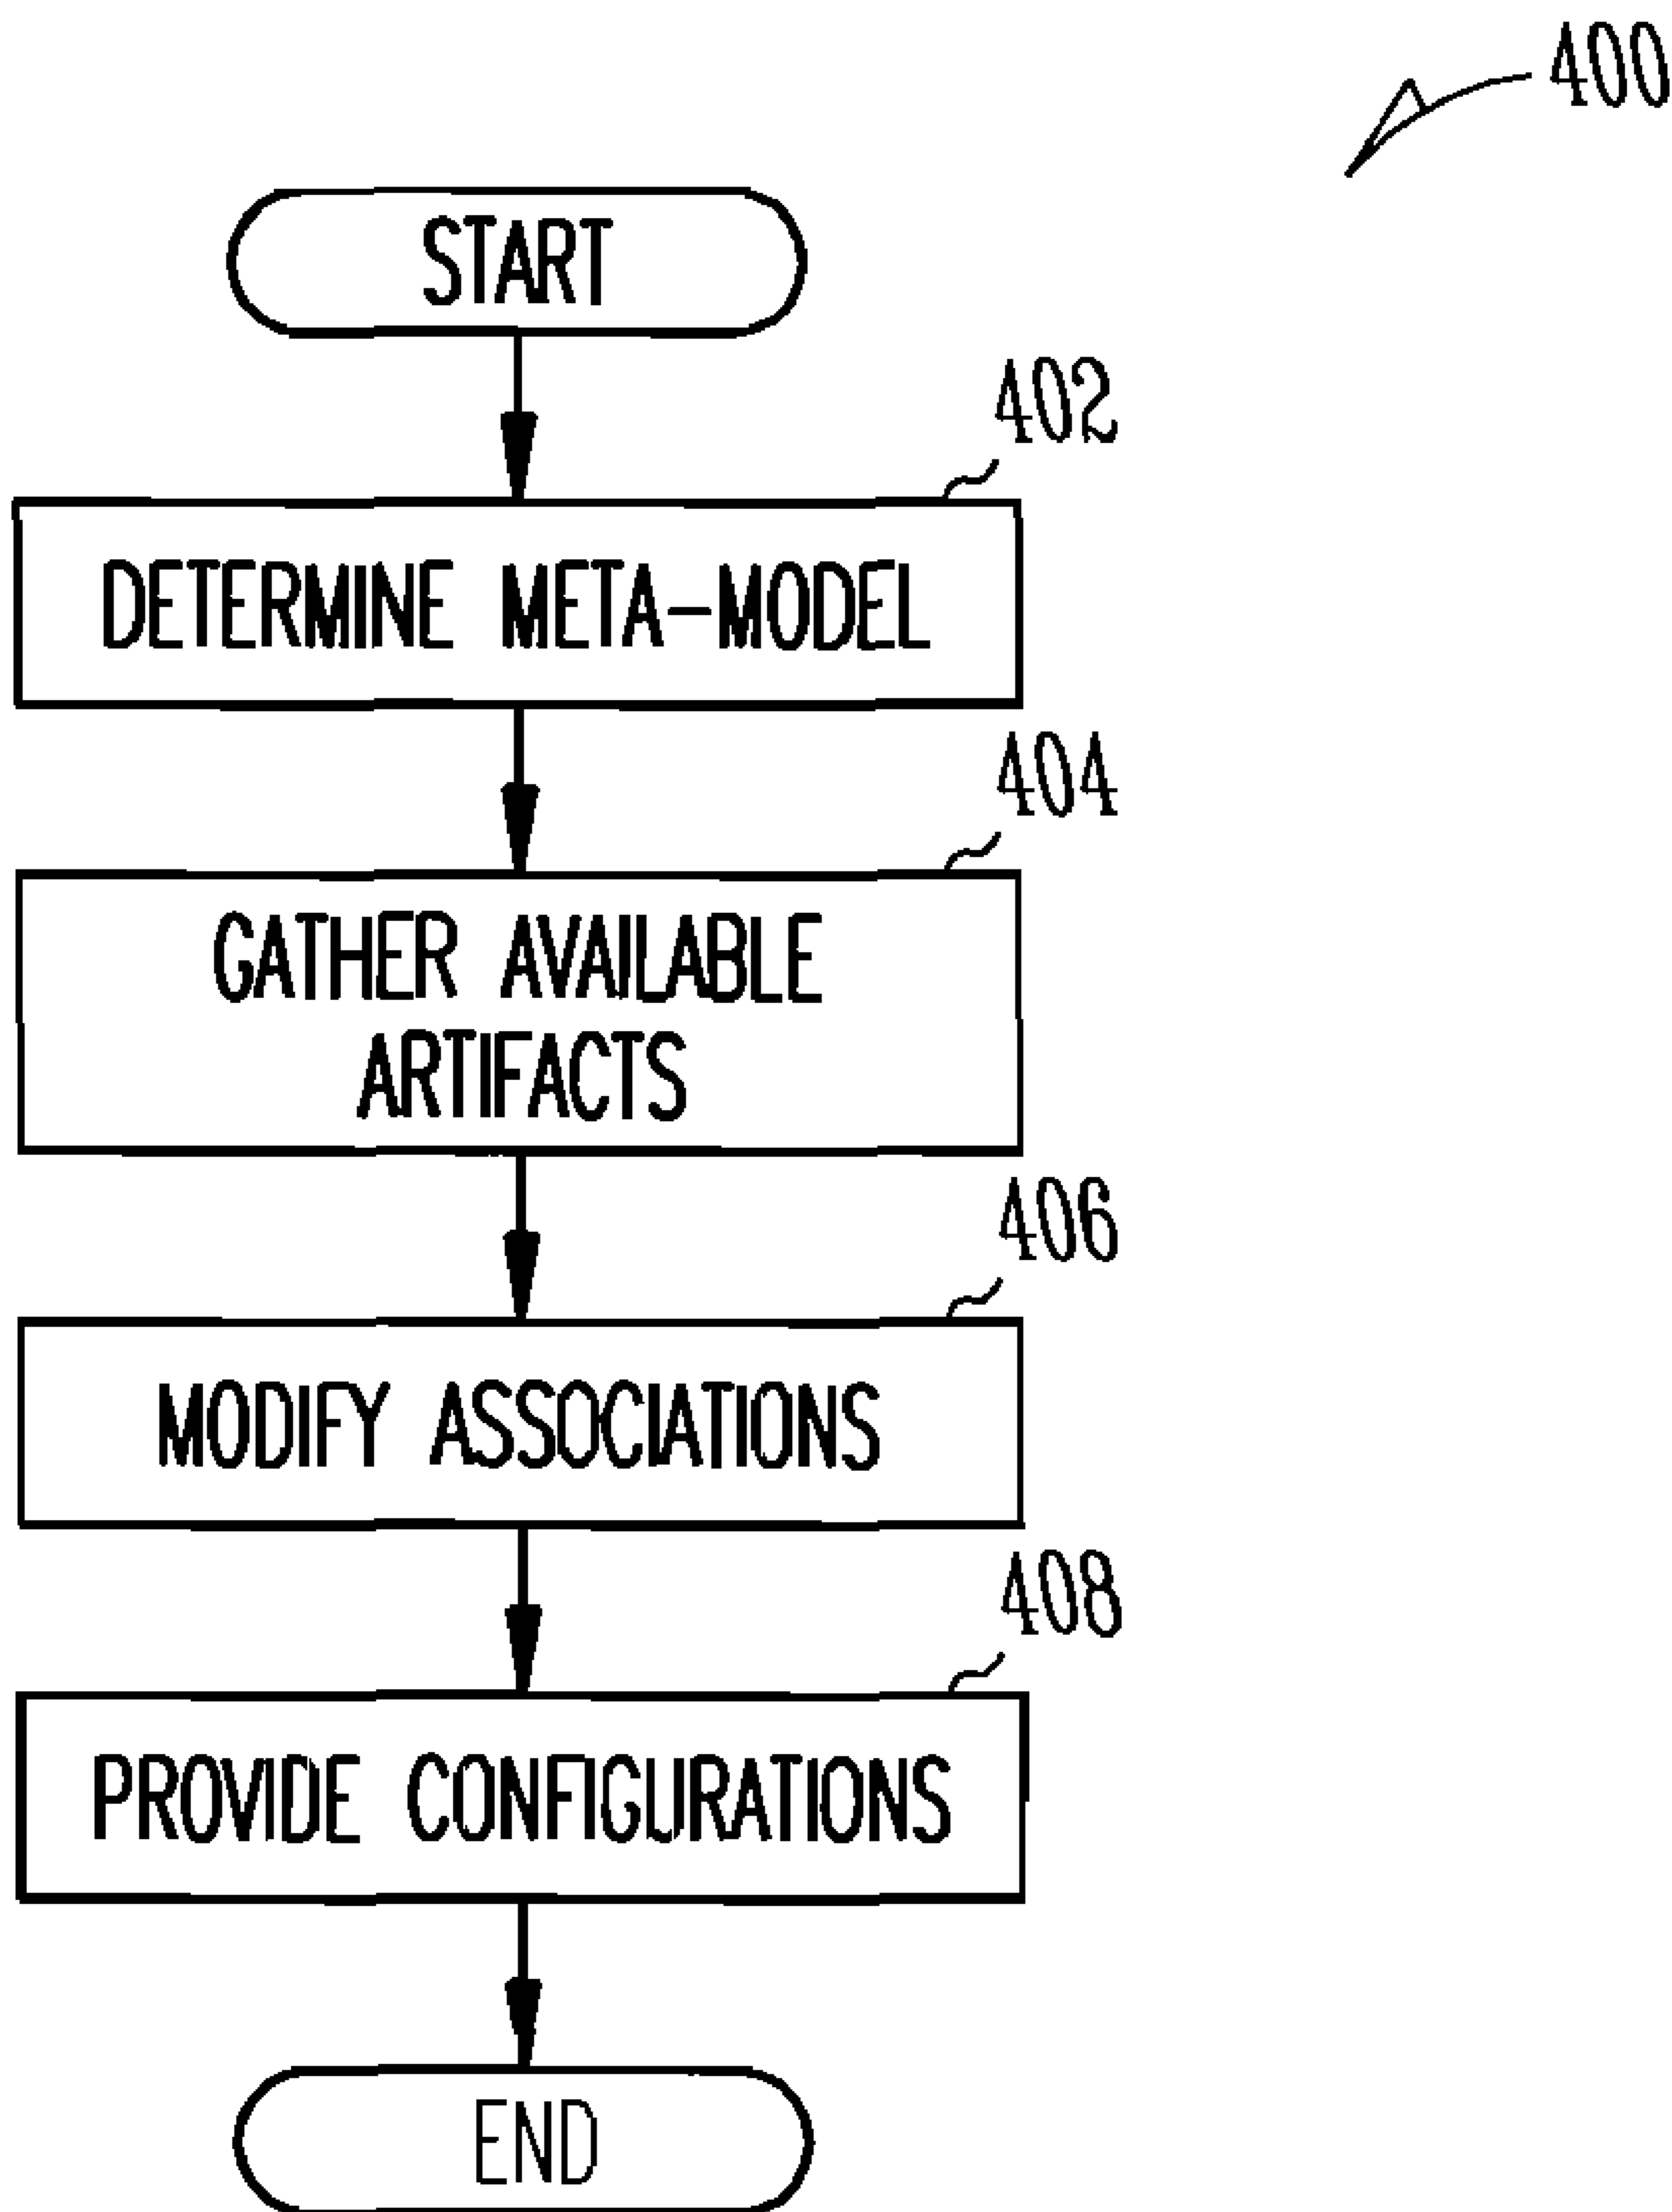 400
START
402
DETERMINE META-MODEL
404
GATHER AVAILABLE
ARTIFACTS
406
MODIFY ASSOCIATIONS
408
PROVIDE CONFIGURATIONS
END